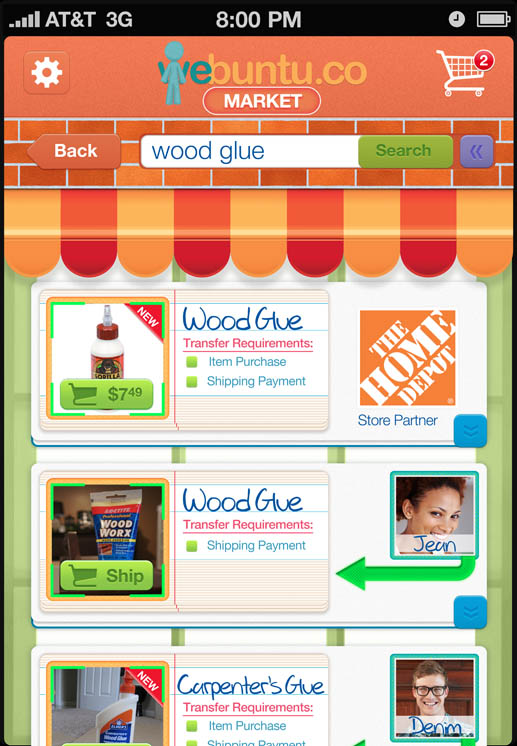 AT&T 3G 8:00 PM
webuntu.co
MARKET
2
Back wood glue Search
NEW
Wood Glue
Transfer Requirements:
Item Purchase
Shipping Payment
GORILLA
$7.49
THE
HOME
DEPOT
Store Partner
Wood Glue
Transfer Requirements:
Shipping Payment
LOCTITE
Professional
WOOD
WORX
Ship
Jean
NEW
Carpenter's Glue
Transfer Requirements:
Item Purchase
Shipping Payment
ELMER'S
Wood Glue
Denim